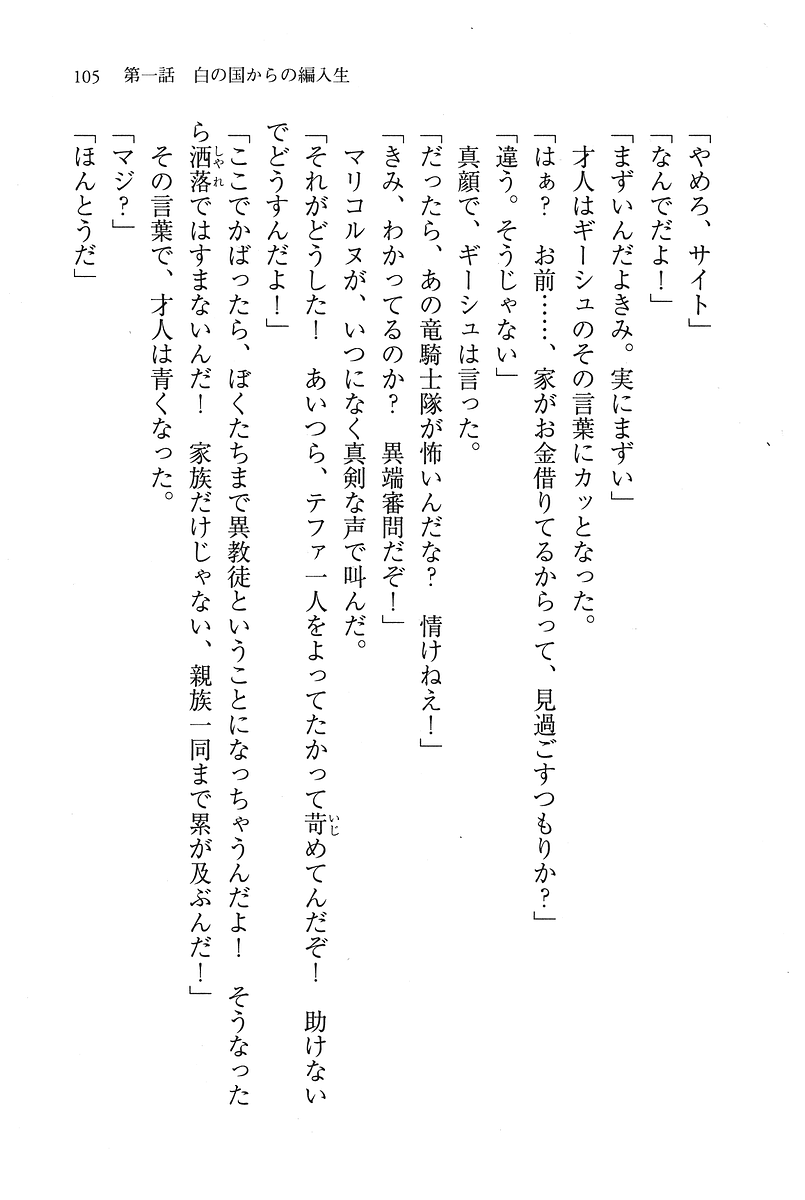 105 第一話 白の国からの編入生
「やめろ、サイト」
「なんでだよ！」
「まずいんだよきみ。実にまずい」
才人はギーシュのその言葉にカッとなった。
「はぁ？ お前……、家がお金借りてるからって、見過ごすつもりか？」
「違う。そうじゃない」
真顔で、ギーシュは言った。
「だったら、あの竜騎士隊が怖いんだな？ 情けねえ！」
「きみ、わかってるのか？ 異端審問だぞ！」
マリコルヌが、いつになく真剣な声で叫んだ。
「それがどうした！ あいつら、テファ一人をよってたかって苛めてんだぞ！ 助けない
でどうすんだよ！」
「ここでかばったら、ぼくたちまで異教徒ということになっちゃうんだよ！ そうなった
ら洒落ではすまないんだ！ 家族だけじゃない、親族一同まで累が及ぶんだ！」
その言葉で、才人は青くなった。
「マジ？」
「ほんとうだ」